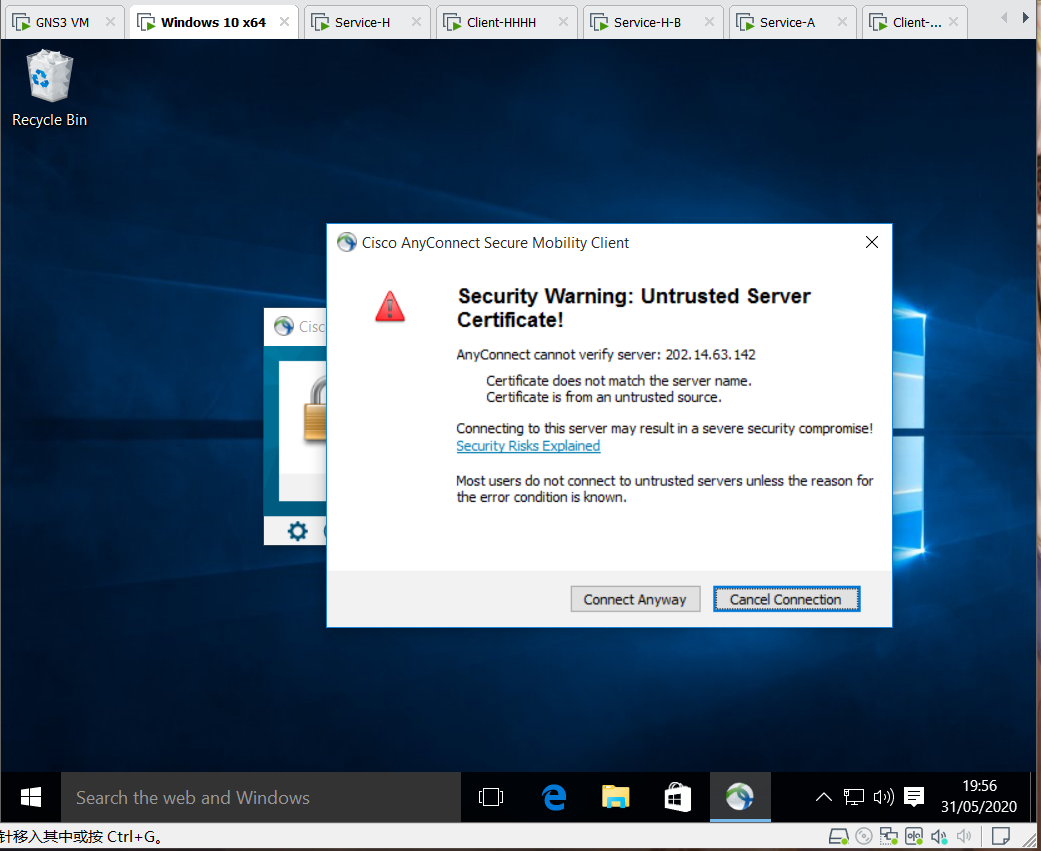 GNS3 VM
Windows 10 x64
Service-H
Client-HHHH
Service-H-B
Service-A
Client-...
Recycle Bin
Cisco AnyConnect Secure Mobility Client
Cisc
Security Warning: Untrusted Server
Certificate!
AnyConnect cannot verify server: 202.14.63.142
Certificate does not match the server name.
Certificate is from an untrusted source.
Connecting to this server may result in a severe security compromise!
Security Risks Explained
Most users do not connect to untrusted servers unless the reason for
the error condition is known.
Connect Anyway
Cancel Connection
Search the web and Windows
19:56
31/05/2020
针移入其中或按 Ctrl+G。